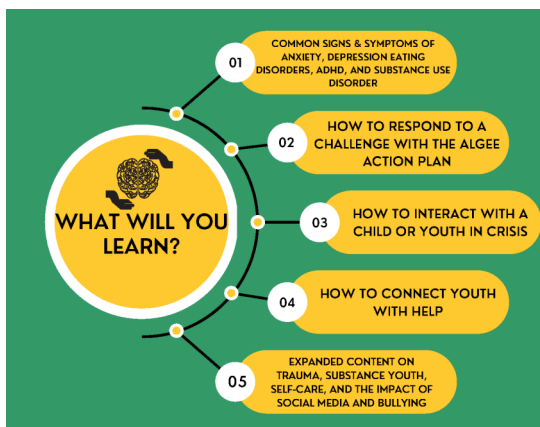 WHAT WILL YOU
LEARN?
01
COMMON SIGNS & SYMPTOMS OF
ANXIETY, DEPRESSION EATING
DISORDERS, ADHD, AND SUBSTANCE USE
DISORDER
02
HOW TO RESPOND TO A
CHALLENGE WITH THE ALGEE
ACTION PLAN
03
HOW TO INTERACT WITH A
CHILD OR YOUTH IN CRISIS
04
HOW TO CONNECT YOUTH
WITH HELP
05
EXPANDED CONTENT ON
TRAUMA, SUBSTANCE YOUTH,
SELF-CARE, AND THE IMPACT OF
SOCIAL MEDIA AND BULLYING